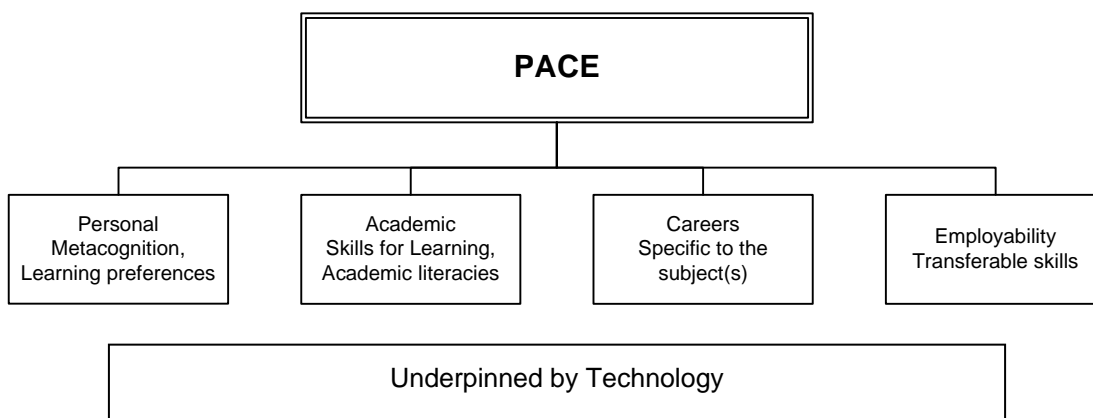 PACE
Personal
Metacognition,
Learning preferences
Academic
Skills for Learning,
Academic literacies
Careers
Specific to the
subject(s)
Employability
Transferable skills
Underpinned by Technology